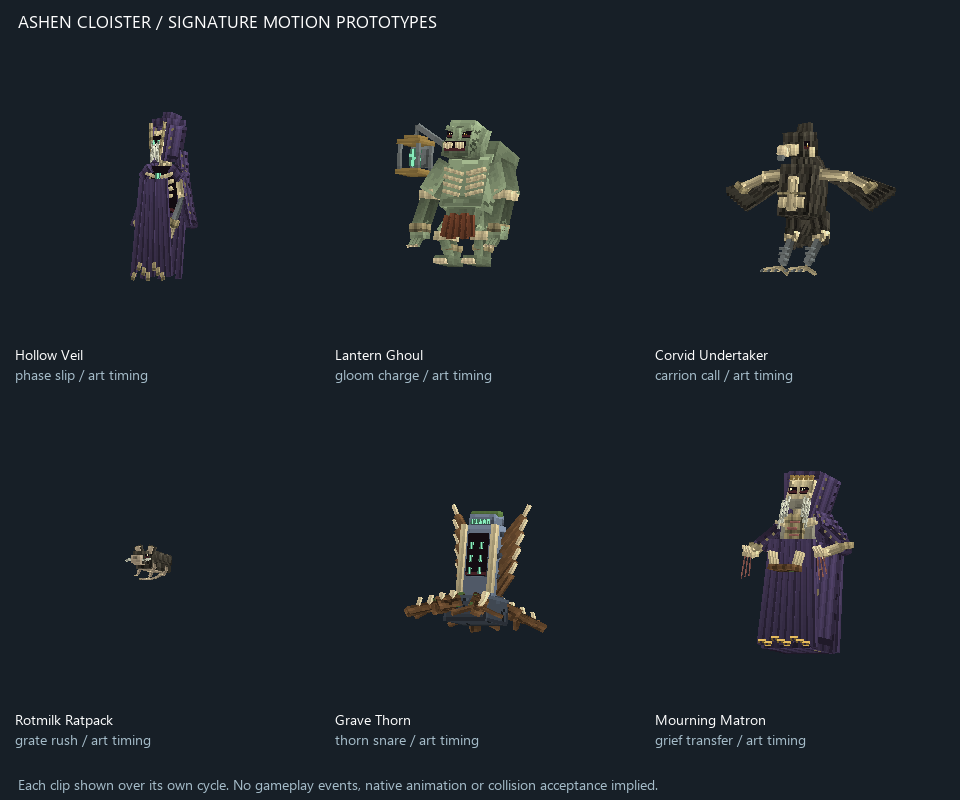 ASHEN CLOISTER / SIGNATURE MOTION PROTOTYPES
Hollow Veil
phase slip / art timing
Lantern Ghoul
gloom charge / art timing
Corvid Undertaker
carrion call / art timing
Rotmilk Ratpack
grate rush / art timing
Grave Thorn
thorn snare / art timing
Mourning Matron
grief transfer / art timing
Each clip shown over its own cycle. No gameplay events, native animation or collision acceptance implied.